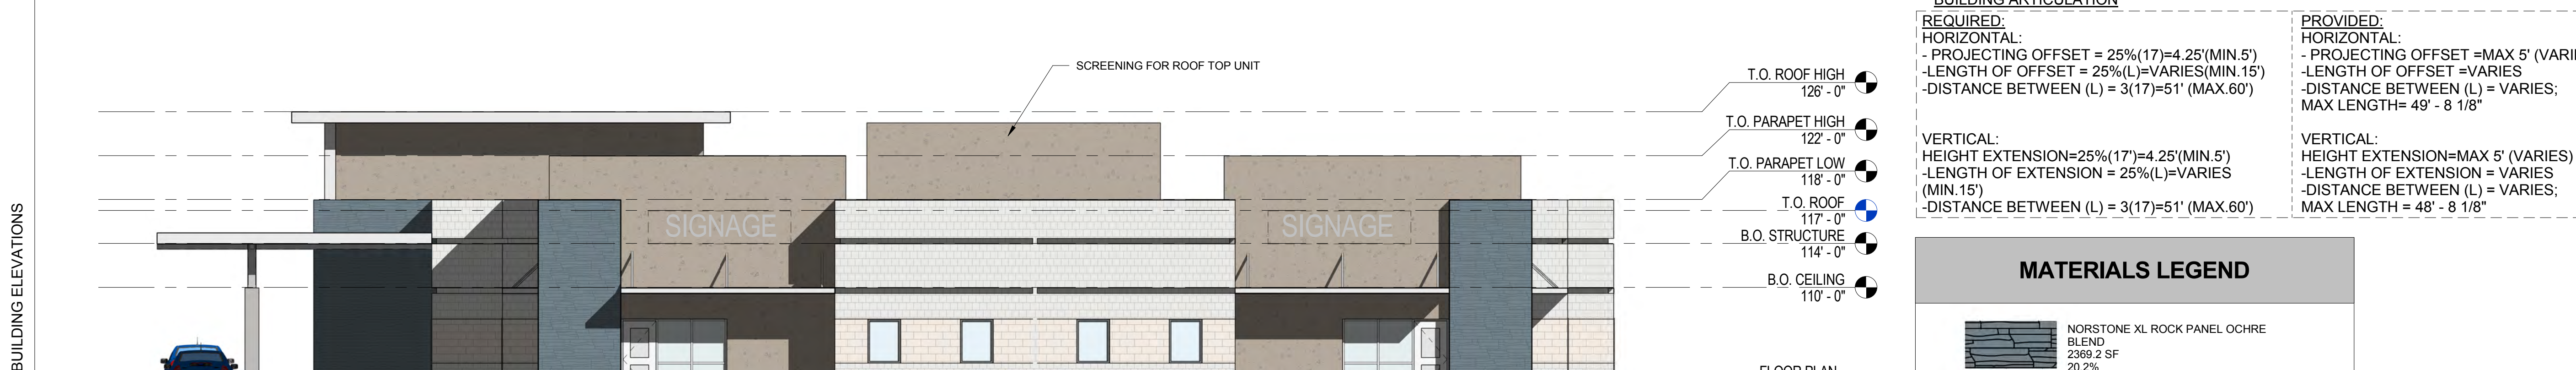 BUILDING ELEVATIONS
SCREENING FOR ROOF TOP UNIT
SIGNAGE
SIGNAGE
T.O. ROOF HIGH
126' - 0"
T.O. PARAPET HIGH
122' - 0"
T.O. PARAPET LOW
118' - 0"
T.O. ROOF
117' - 0"
B.O. STRUCTURE
114' - 0"
B.O. CEILING
110' - 0"
FLOOR PLAN
BUILDING ARTICULATION
REQUIRED:
HORIZONTAL:
- PROJECTING OFFSET = 25%(17)=4.25'(MIN.5')
-LENGTH OF OFFSET = 25%(L)=VARIES(MIN.15')
-DISTANCE BETWEEN (L) = 3(17)=51' (MAX.60')
VERTICAL:
HEIGHT EXTENSION=25%(17')=4.25'(MIN.5')
-LENGTH OF EXTENSION = 25%(L)=VARIES
(MIN.15')
-DISTANCE BETWEEN (L) = 3(17)=51' (MAX.60')
PROVIDED:
HORIZONTAL:
- PROJECTING OFFSET =MAX 5' (VARI
-LENGTH OF OFFSET =VARIES
-DISTANCE BETWEEN (L) = VARIES;
MAX LENGTH= 49' - 8 1/8"
VERTICAL:
HEIGHT EXTENSION=MAX 5' (VARIES)
-LENGTH OF EXTENSION = VARIES
-DISTANCE BETWEEN (L) = VARIES;
MAX LENGTH = 48' - 8 1/8"
MATERIALS LEGEND
NORSTONE XL ROCK PANEL OCHRE
BLEND
2369.2 SF
20.2%